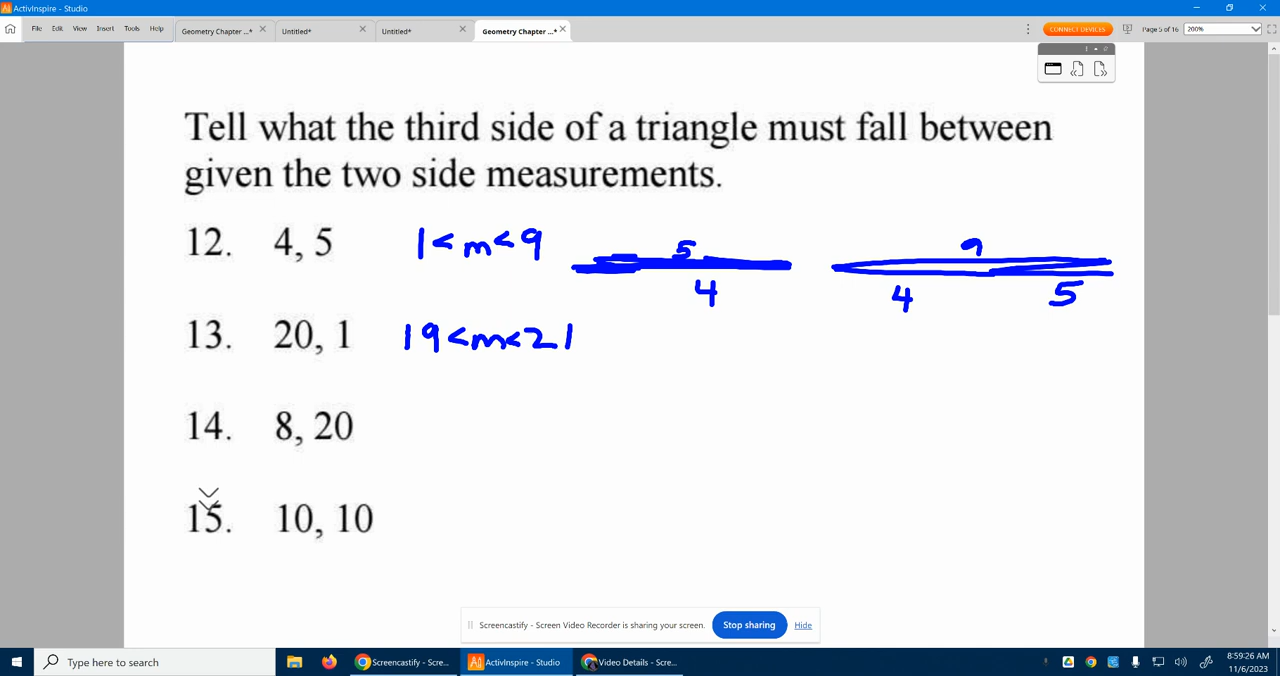 ActivInspire - Studio
File Edit View Insert Tools Help
Geometry Chapter ...*
Untitled*
Untitled*
Geometry Chapter ...*
CONNECT DEVICES
Page 5 of 16
200%
Tell what the third side of a triangle must fall between
given the two side measurements.
12. 4, 5 1<m<9
5
4
9
4 5
13. 20, 1 19<m<21
14. 8, 20
15. 10, 10
Screencastify - Screen Video Recorder is sharing your screen. Stop sharing Hide
Type here to search
Screencastify - Scre...
ActivInspire - Studio
Video Details - Scre...
8:59:26 AM
11/6/2023